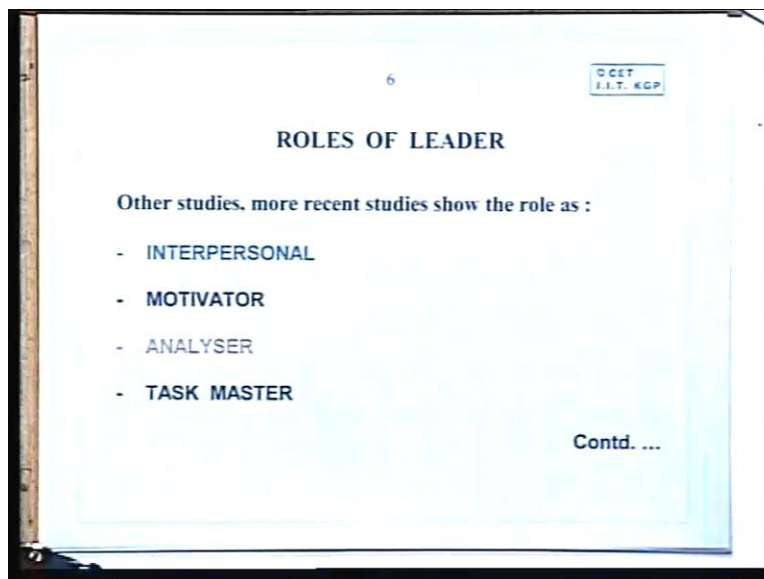 6
© CET
I.I.T. KGP
ROLES OF LEADER
Other studies. more recent studies show the role as :
- INTERPERSONAL
- MOTIVATOR
- ANALYSER
- TASK MASTER
Contd. ...